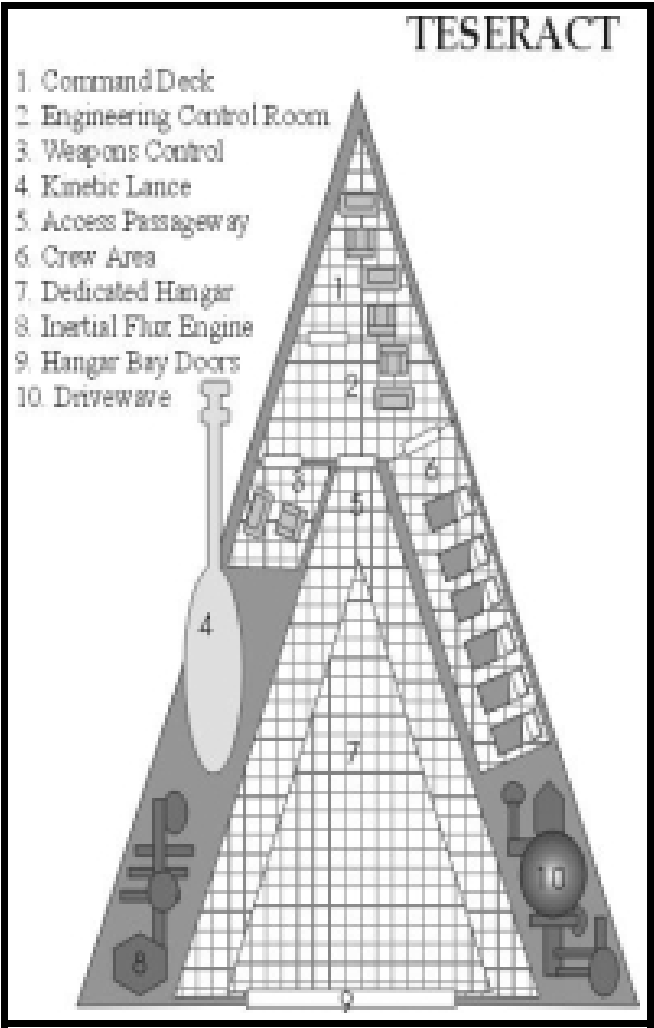 TESERACT
1. Command Deck
2. Engineering Control Room
3. Weapons Control
4. Kinetic Lance
5. Access Passageway
6. Crew Area
7. Dedicated Hangar
8. Inertial Flux Engine
9. Hangar Bay Doors
10. Drivewave
1
2
6
3
5
4
7
10
8
9